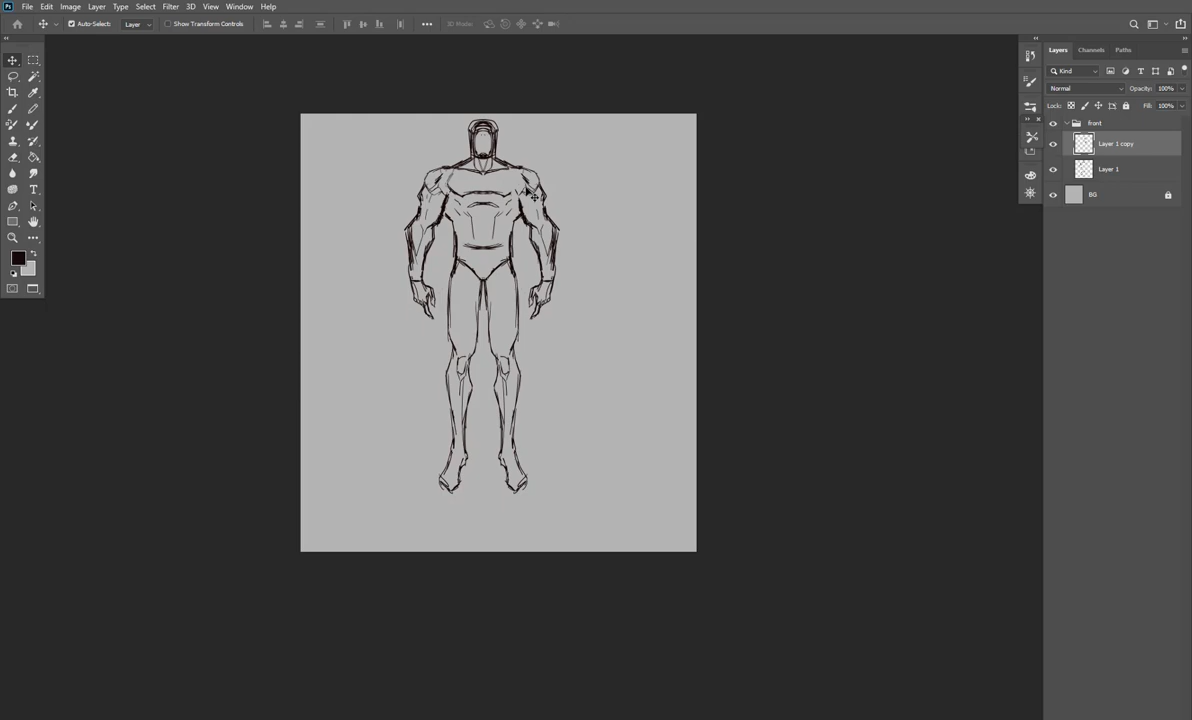 Ps File Edit Image Layer Type Select Filter 3D View Window Help
Auto-Select: Layer Show Transform Controls 3D Mode:
Layers Channels Paths
Kind
Normal Opacity: 100%
Lock: Fill: 100%
front
Layer 1 copy
Layer 1
BG